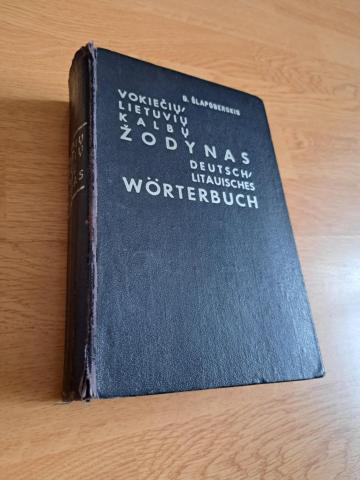 D. ŠLAPOBERSKIS
VOKIEČIŲ/
LIETUVIŲ
KALBŲ
ŽODYNAS
DEUTSCH/
LITAUISCHES
WÖRTERBUCH